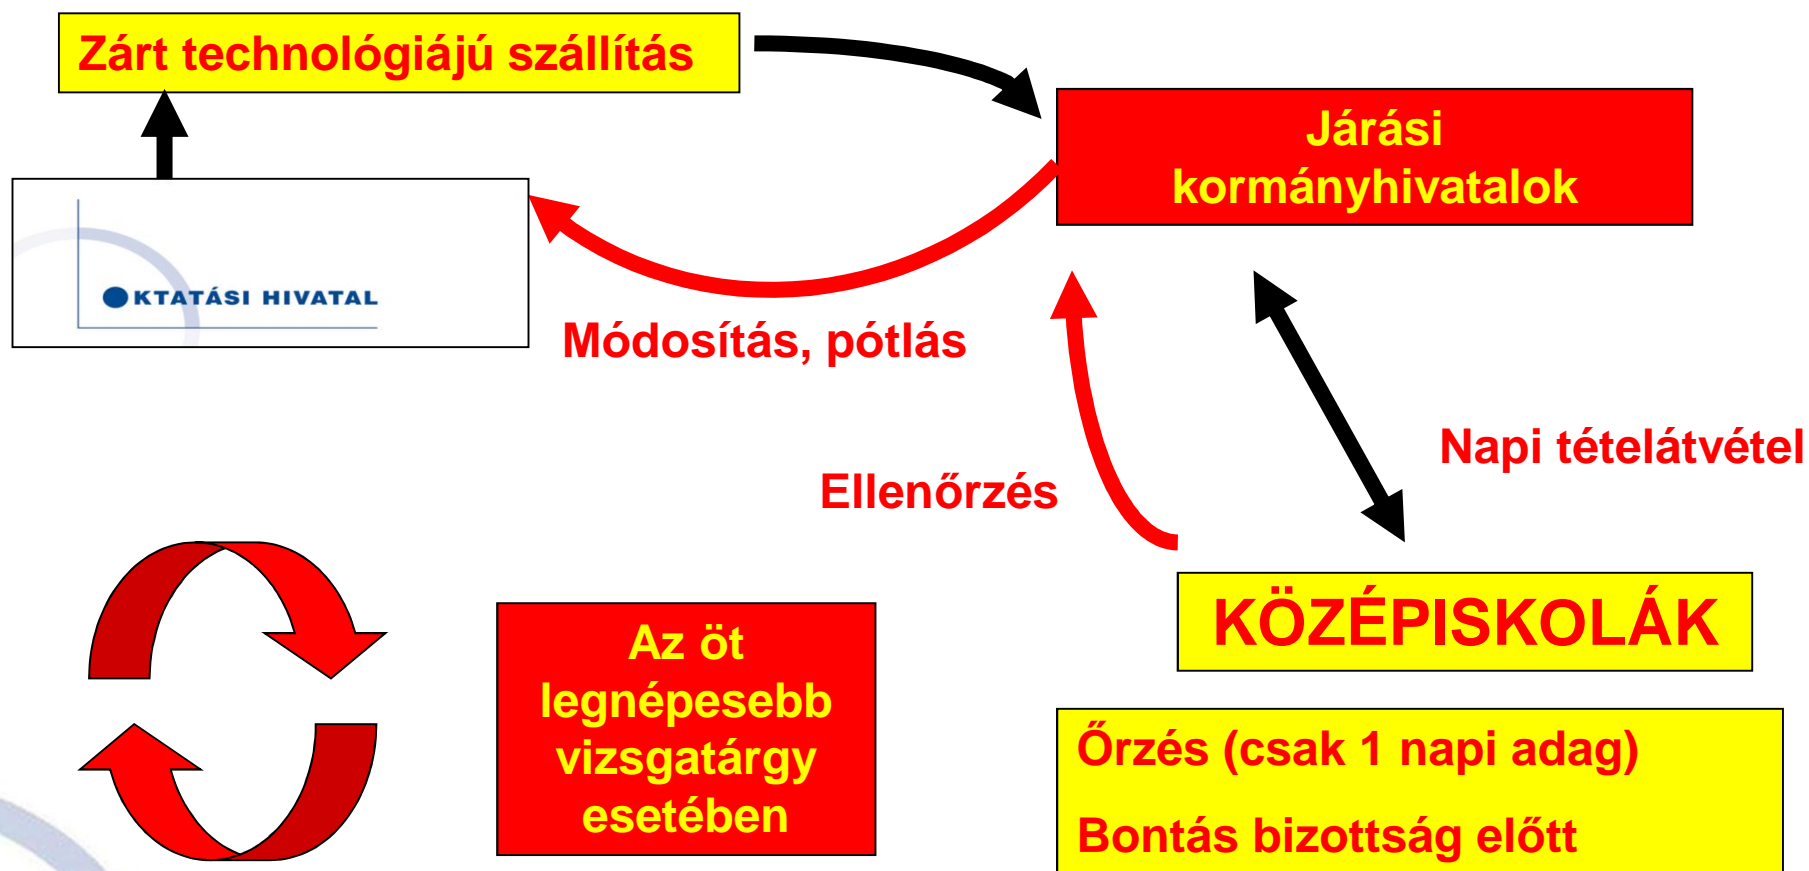 Zárt technológiájú szállítás
Járási
kormányhivatalok
KTATÁSI HIVATAL
Módosítás, pótlás
Napi tételátvétel
Ellenőrzés
KÖZÉPISKOLÁK
Az öt
legnépesebb
vizsgatárgy
esetében
Őrzés (csak 1 napi adag)
Bontás bizottság előtt